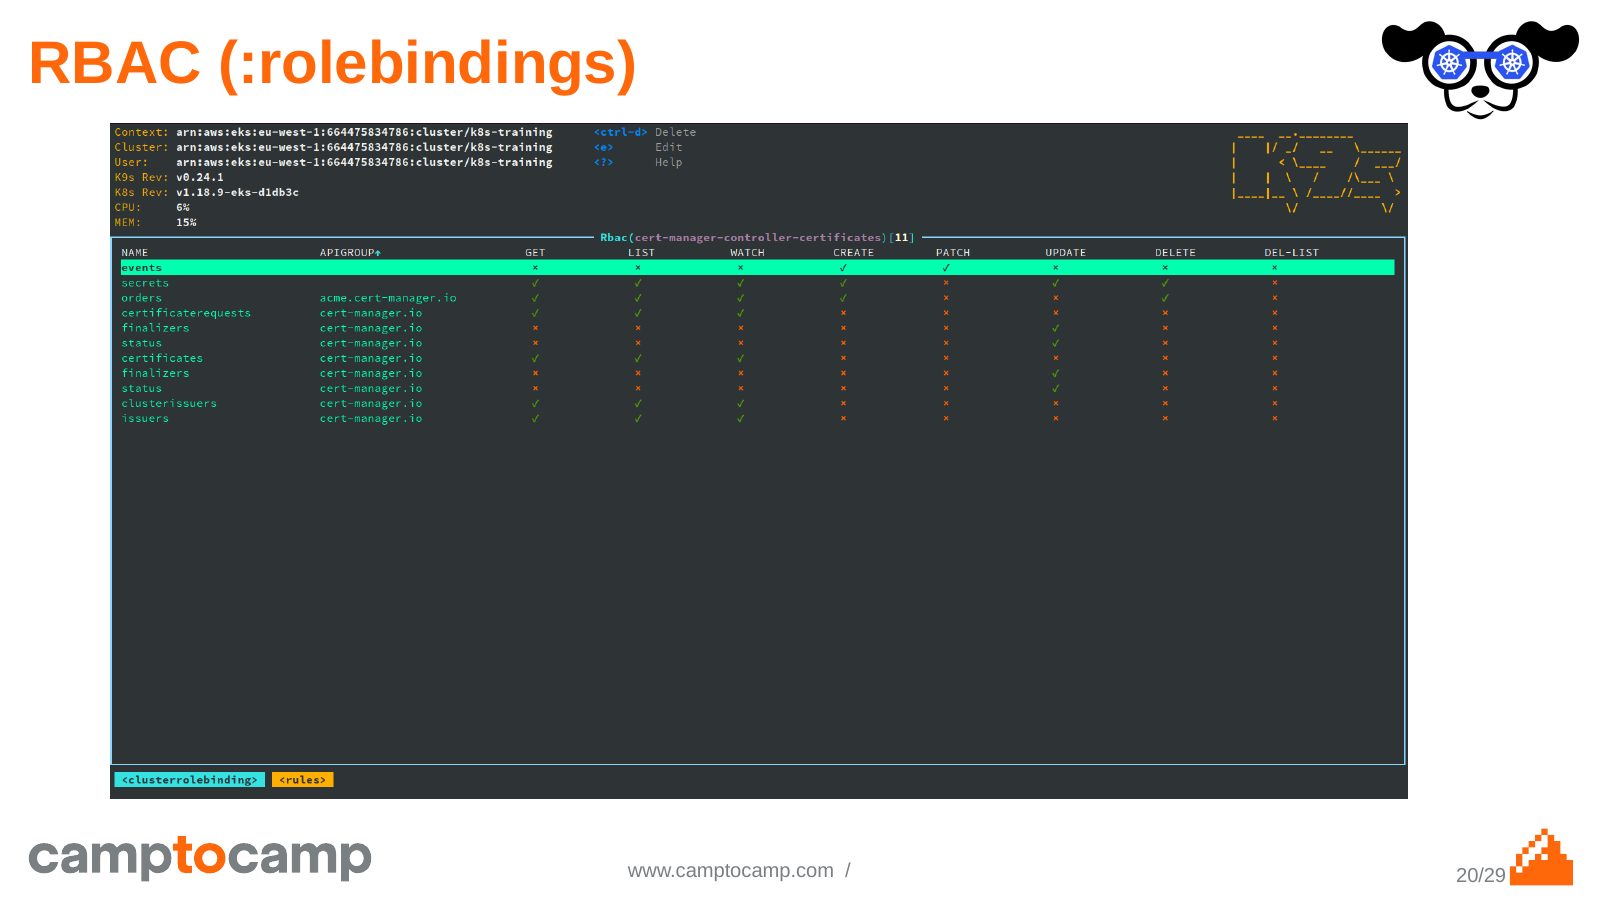 RBAC (:rolebindings)
Context: arn:aws:eks:eu-west-1:664475834786:cluster/k8s-training <ctrl-d> Delete
Cluster: arn:aws:eks:eu-west-1:664475834786:cluster/k8s-training <e> Edit
User: arn:aws:eks:eu-west-1:664475834786:cluster/k8s-training <?> Help
K9s Rev: v0.24.1
K8s Rev: v1.18.9-eks-d1db3c
CPU: 6%
MEM: 15%
K9s
Rbac(cert-manager-controller-certificates)[11]
NAME APIGROUP↑ GET LIST WATCH CREATE PATCH UPDATE DELETE DEL-LIST
events × × × ✓ ✓ × × ×
secrets ✓ ✓ ✓ ✓ × ✓ ✓ ×
orders acme.cert-manager.io ✓ ✓ ✓ ✓ × × ✓ ×
certificaterequests cert-manager.io ✓ ✓ ✓ × × × × ×
finalizers cert-manager.io × × × × × ✓ × ×
status cert-manager.io × × × × × ✓ × ×
certificates cert-manager.io ✓ ✓ ✓ × × × × ×
finalizers cert-manager.io × × × × × ✓ × ×
status cert-manager.io × × × × × ✓ × ×
clusterissuers cert-manager.io ✓ ✓ ✓ × × × × ×
issuers cert-manager.io ✓ ✓ ✓ × × × × ×
<clusterrolebinding> <rules>
camptocamp
www.camptocamp.com /
20/29